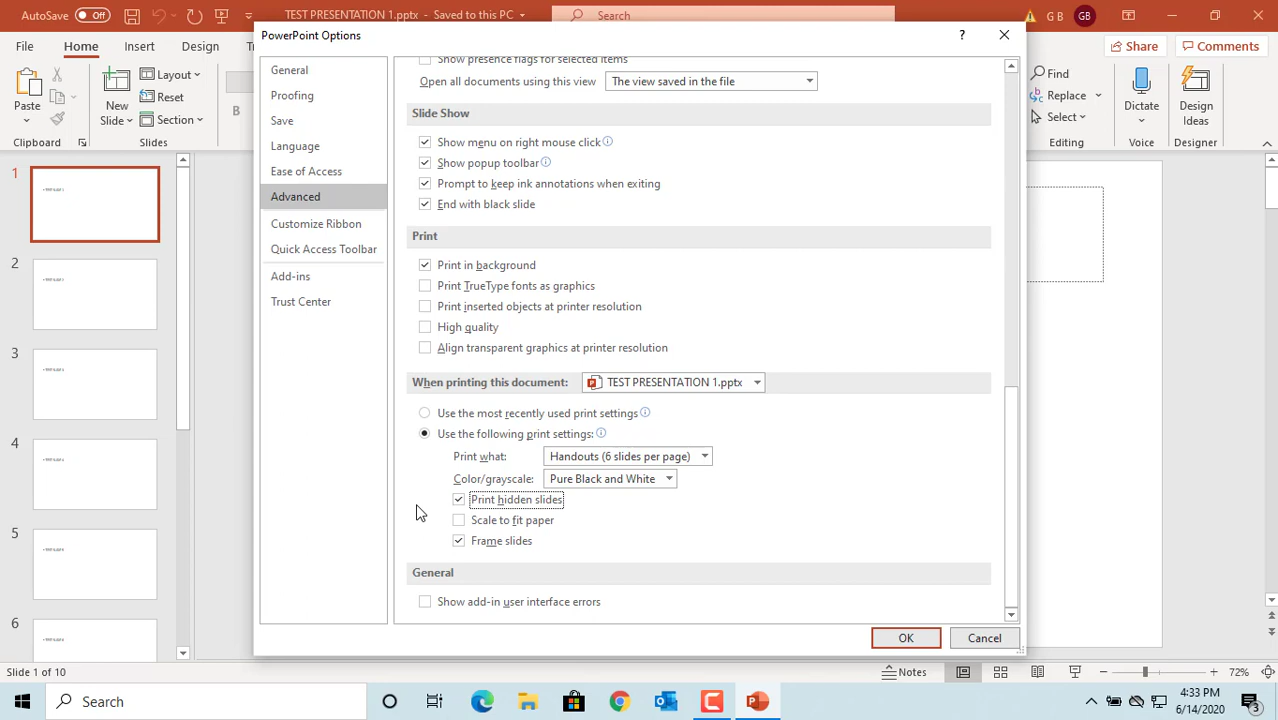 AutoSave Off TEST PRESENTATION 1.pptx - Saved to this PC Search G B GB
PowerPoint Options ?
File Home Insert Design Share Comments
Paste
Clipboard
New Slide
Layout
Reset
Section
Slides
B
Find
Replace
Select
Editing
Dictate
Voice
Design Ideas
Designer
General
Proofing
Save
Language
Ease of Access
Advanced
Customize Ribbon
Quick Access Toolbar
Add-ins
Trust Center
Show presence flags for selected items
Open all documents using this view The view saved in the file
Slide Show
Show menu on right mouse click
Show popup toolbar
Prompt to keep ink annotations when exiting
End with black slide
Print
Print in background
Print TrueType fonts as graphics
Print inserted objects at printer resolution
High quality
Align transparent graphics at printer resolution
When printing this document: TEST PRESENTATION 1.pptx
Use the most recently used print settings
Use the following print settings:
Print what: Handouts (6 slides per page)
Color/grayscale: Pure Black and White
Print hidden slides
Scale to fit paper
Frame slides
General
Show add-in user interface errors
OK Cancel
1
2
3
4
5
6
Slide 1 of 10 Notes 72%
Search
4:33 PM
6/14/2020
3